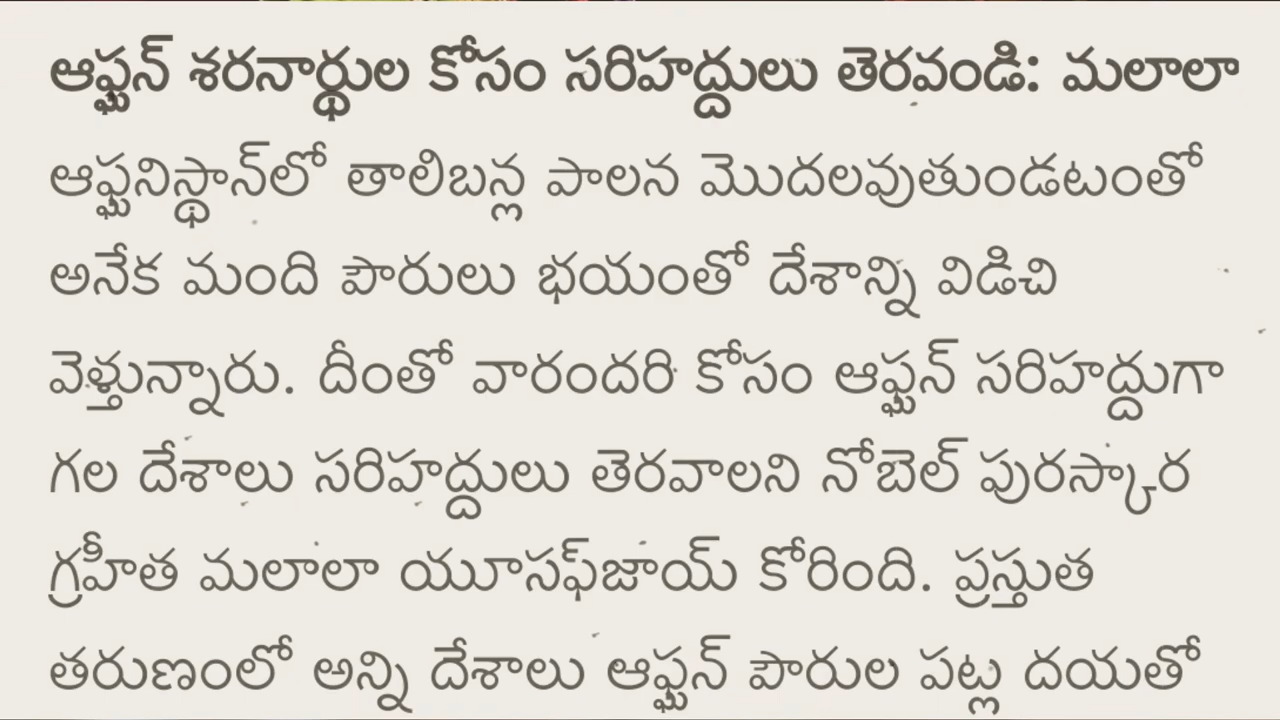 ఆఫ్ఘన్ శరనార్థుల కోసం సరిహద్దులు తెరవండి: మలాలా
ఆఫ్ఘనిస్థాన్‌లో తాలిబన్ల పాలన మొదలవుతుండటంతో
అనేక మంది పౌరులు భయంతో దేశాన్ని విడిచి
వెళ్తున్నారు. దీంతో వారందరి కోసం ఆఫ్ఘన్ సరిహద్దుగా
గల దేశాలు సరిహద్దులు తెరవాలని నోబెల్ పురస్కార
గ్రహీత మలాలా యూసఫ్‌జాయ్ కోరింది. ప్రస్తుత
తరుణంలో అన్ని దేశాలు ఆఫ్ఘన్ పౌరుల పట్ల దయతో